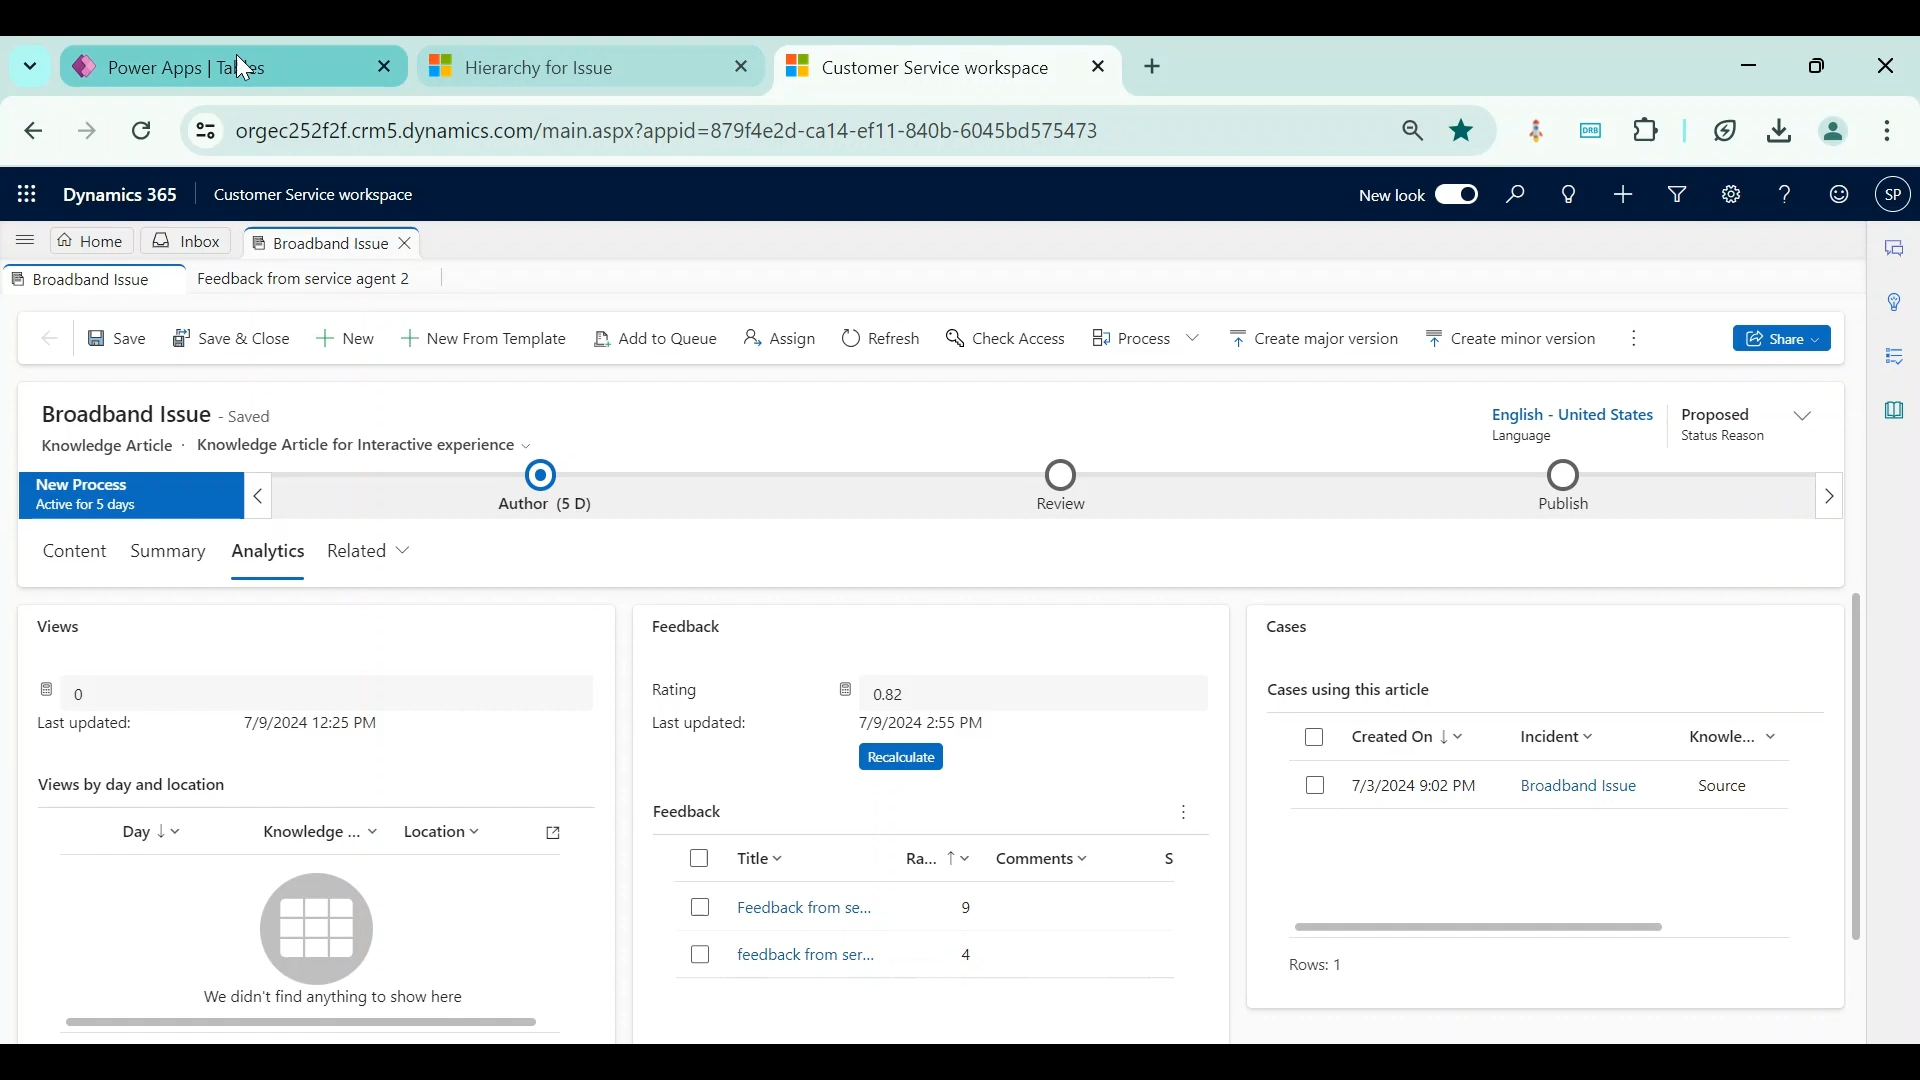 Power Apps | Tables
Hierarchy for Issue
Customer Service workspace
orgec252f2f.crm5.dynamics.com/main.aspx?appid=879f4e2d-ca14-ef11-840b-6045bd575473
DRB
Dynamics 365
Customer Service workspace
New look
SP
Home
Inbox
Broadband Issue
Broadband Issue
Feedback from service agent 2
Save
Save & Close
New
New From Template
Add to Queue
Assign
Refresh
Check Access
Process
Create major version
Create minor version
Share
Broadband Issue - Saved
Knowledge Article · Knowledge Article for Interactive experience
English - United States
Language
Proposed
Status Reason
New Process
Active for 5 days
Author (5 D)
Review
Publish
Content
Summary
Analytics
Related
Views
0
Last updated: 7/9/2024 12:25 PM
Views by day and location
Day
Knowledge ...
Location
We didn't find anything to show here
Feedback
Rating 0.82
Last updated: 7/9/2024 2:55 PM
Recalculate
Feedback
Title
Ra...
Comments
S
Feedback from se... 9
feedback from ser... 4
Cases
Cases using this article
Created On
Incident
Knowle...
7/3/2024 9:02 PM Broadband Issue Source
Rows: 1